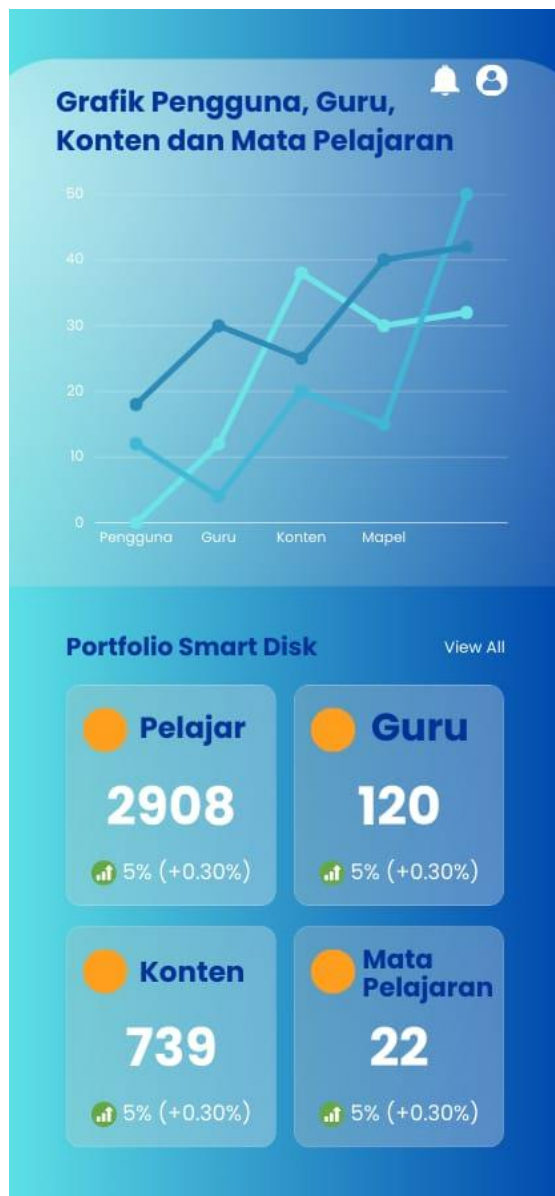 Grafik Pengguna, Guru,
Konten dan Mata Pelajaran
50
40
30
20
10
0
Pengguna Guru Konten Mapel
Portfolio Smart Disk View All
Pelajar
2908
5% (+0.30%)
Guru
120
5% (+0.30%)
Konten
739
5% (+0.30%)
Mata
Pelajaran
22
5% (+0.30%)